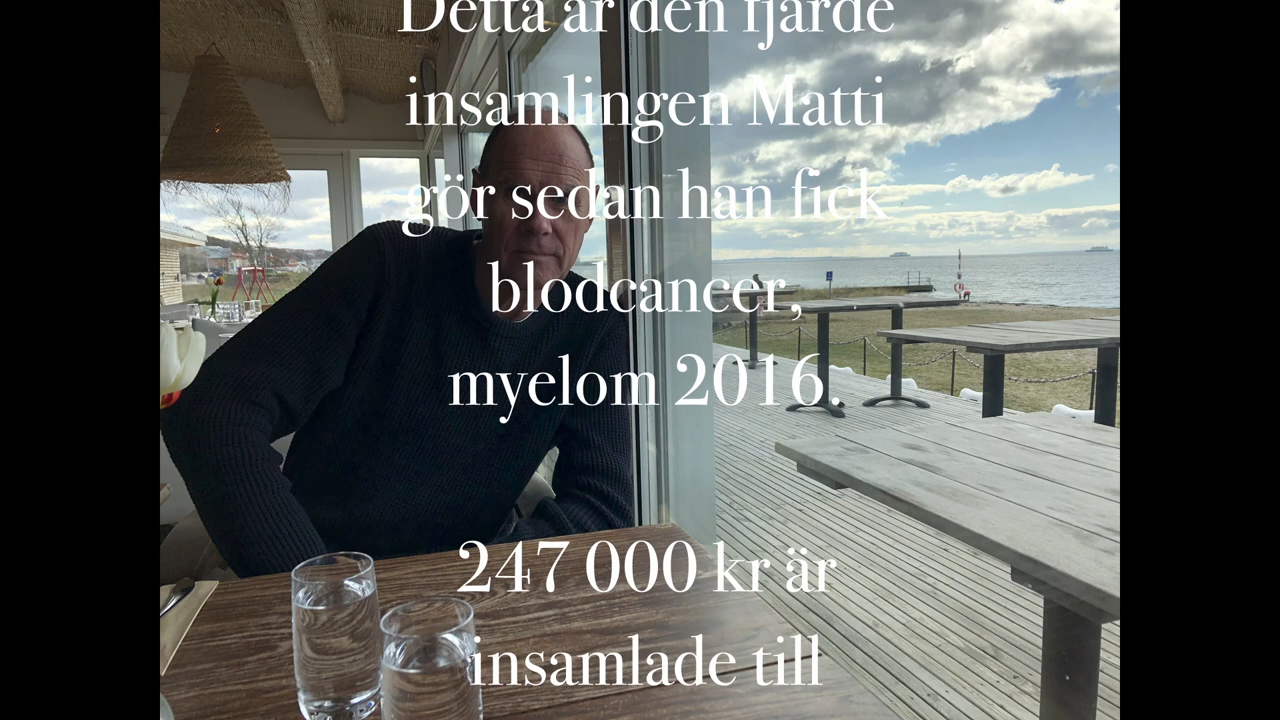 Detta är den fjärde
insamlingen Matti
gör sedan han fick
blodcancer,
myelom 2016.
247 000 kr är
insamlade till